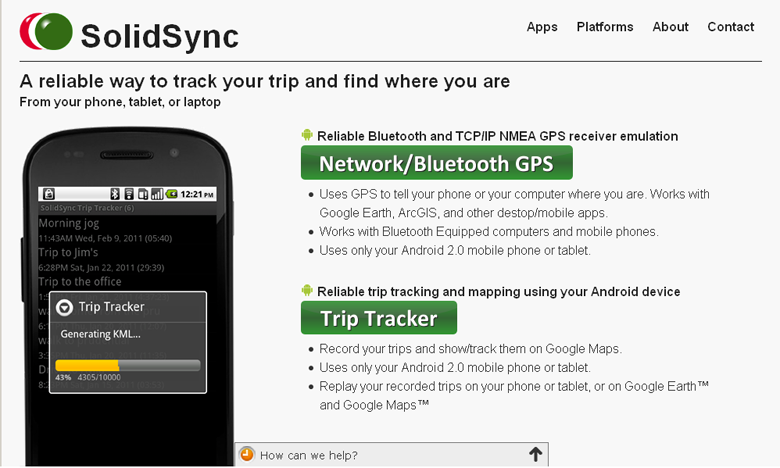 SolidSync
Apps Platforms About Contact
A reliable way to track your trip and find where you are
From your phone, tablet, or laptop
12:21 PM
SolidSync Trip Tracker (6)
Morning jog
11:43AM Wed, Feb 9, 2011 (05:40)
Trip to Jim's
6:28PM Sat, Jan 22, 2011 (29:39)
Trip to the office
Trip Tracker
Generating KML...
43% 4305/10000
Reliable Bluetooth and TCP/IP NMEA GPS receiver emulation
Network/Bluetooth GPS
Uses GPS to tell your phone or your computer where you are. Works with
Google Earth, ArcGIS, and other destop/mobile apps.
Works with Bluetooth Equipped computers and mobile phones.
Uses only your Android 2.0 mobile phone or tablet.
Reliable trip tracking and mapping using your Android device
Trip Tracker
Record your trips and show/track them on Google Maps.
Uses only your Android 2.0 mobile phone or tablet.
Replay your recorded trips on your phone or tablet, or on Google Earth™
and Google Maps™
How can we help?